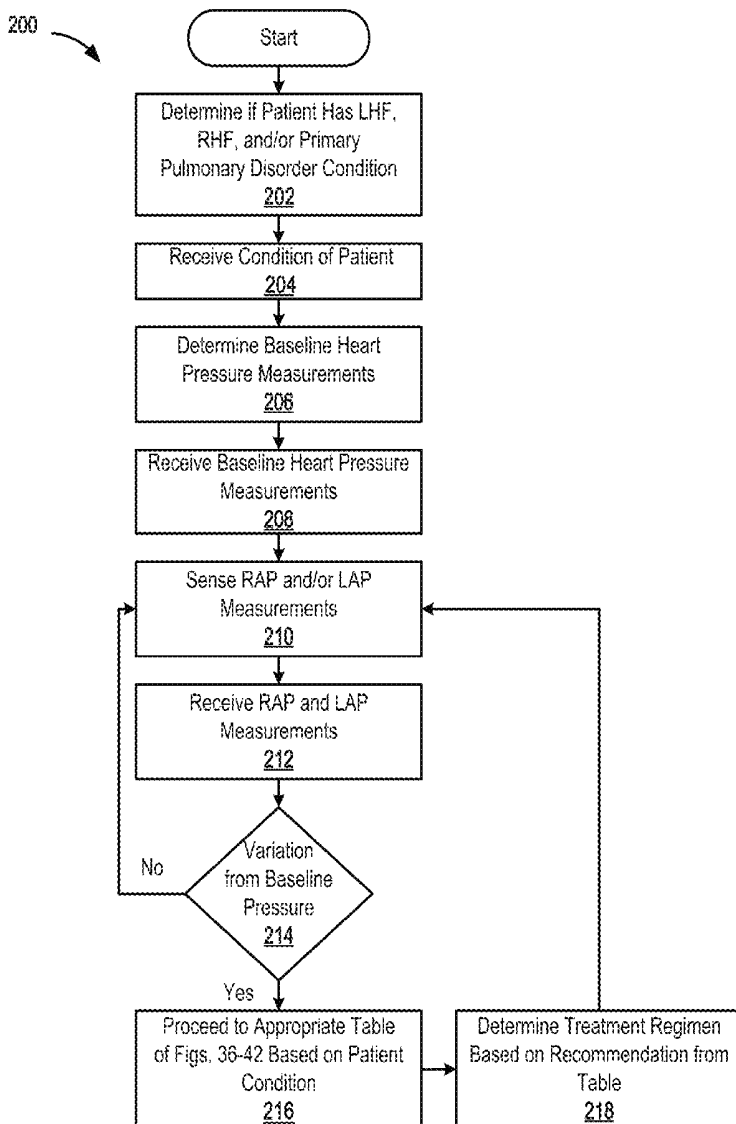 200
Start
Determine if Patient Has LHF,
RHF, and/or Primary
Pulmonary Disorder Condition
202
Receive Condition of Patient
204
Determine Baseline Heart
Pressure Measurements
206
Receive Baseline Heart Pressure
Measurements
208
Sense RAP and/or LAP
Measurements
210
Receive RAP and LAP
Measurements
212
Variation
from Baseline
Pressure
214
No
Yes
Proceed to Appropriate Table
of Figs. 36-42 Based on Patient
Condition
216
Determine Treatment Regimen
Based on Recommendation from
Table
218